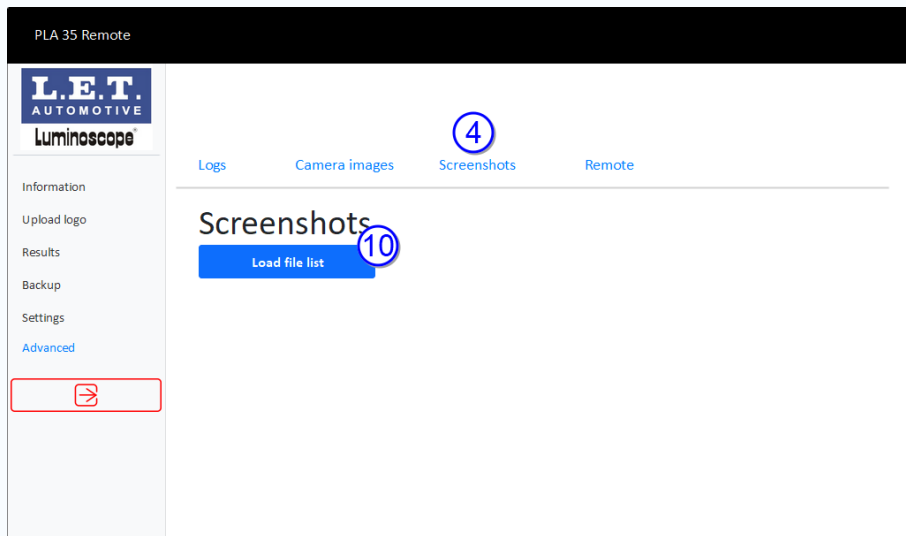 PLA 35 Remote
L.E.T.
AUTOMOTIVE
Luminoscope®
Information
Upload logo
Results
Backup
Settings
Advanced
4
Logs Camera images Screenshots Remote
Screenshots
10
Load file list